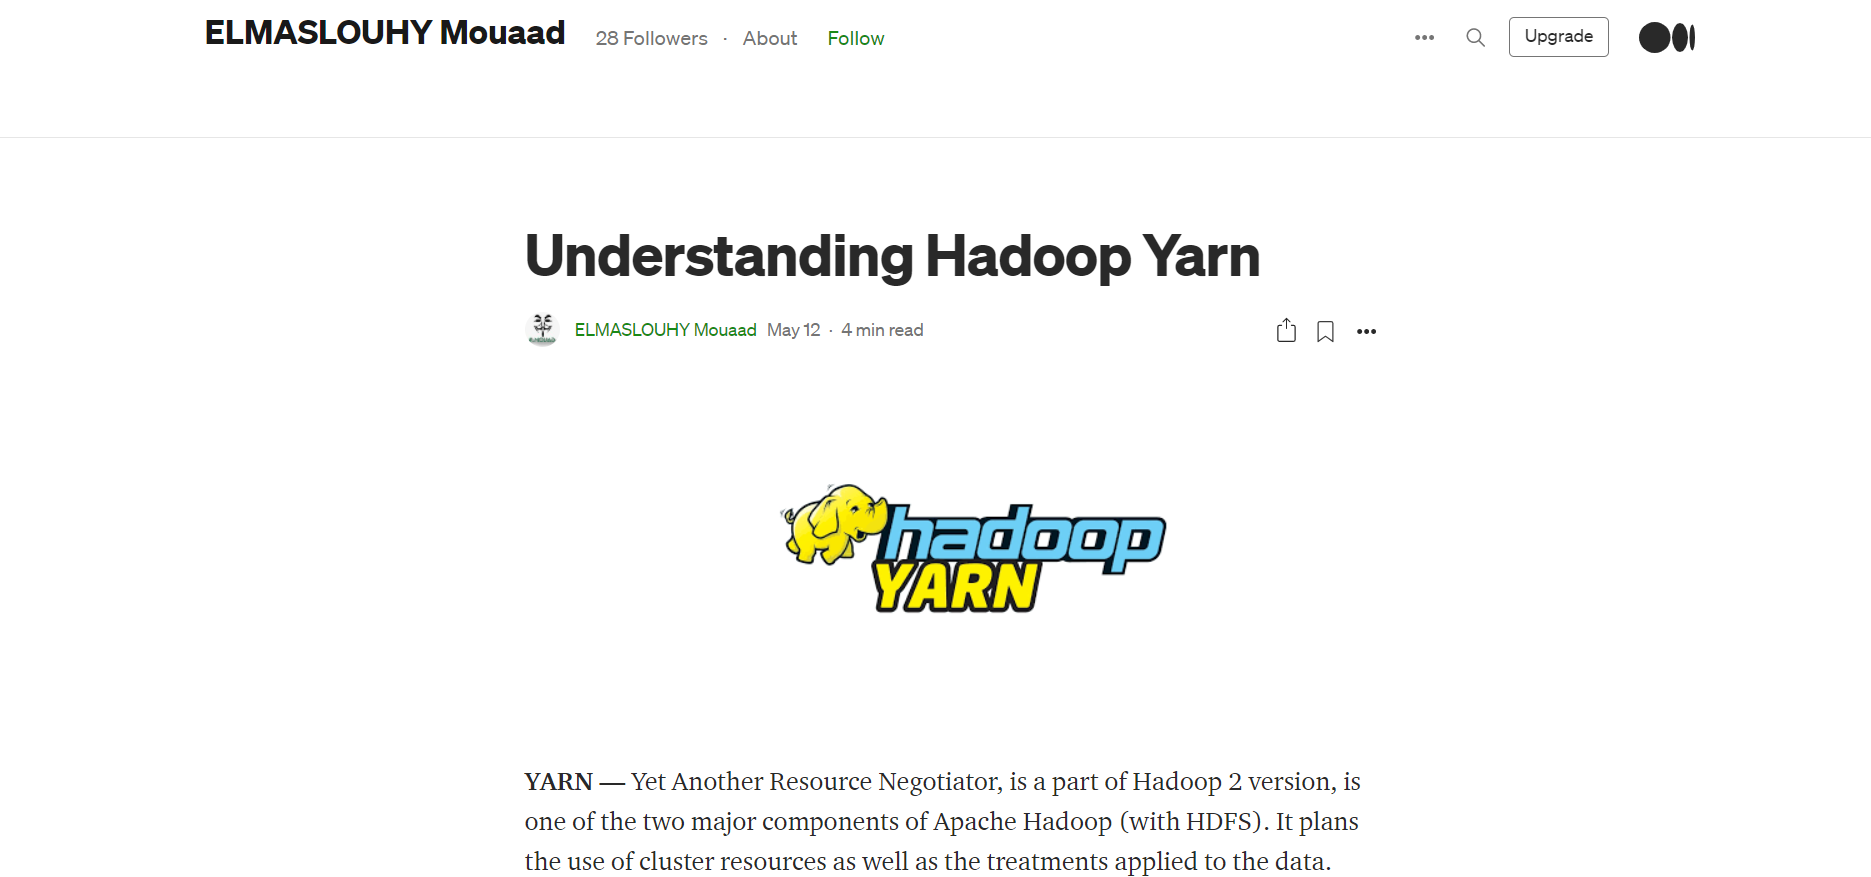 ELMASLOUHY Mouaad 28 Followers · About Follow Upgrade
Understanding Hadoop Yarn
ELMASLOUHY Mouaad May 12 · 4 min read
hadoop
YARN
YARN — Yet Another Resource Negotiator, is a part of Hadoop 2 version, is
one of the two major components of Apache Hadoop (with HDFS). It plans
the use of cluster resources as well as the treatments applied to the data.